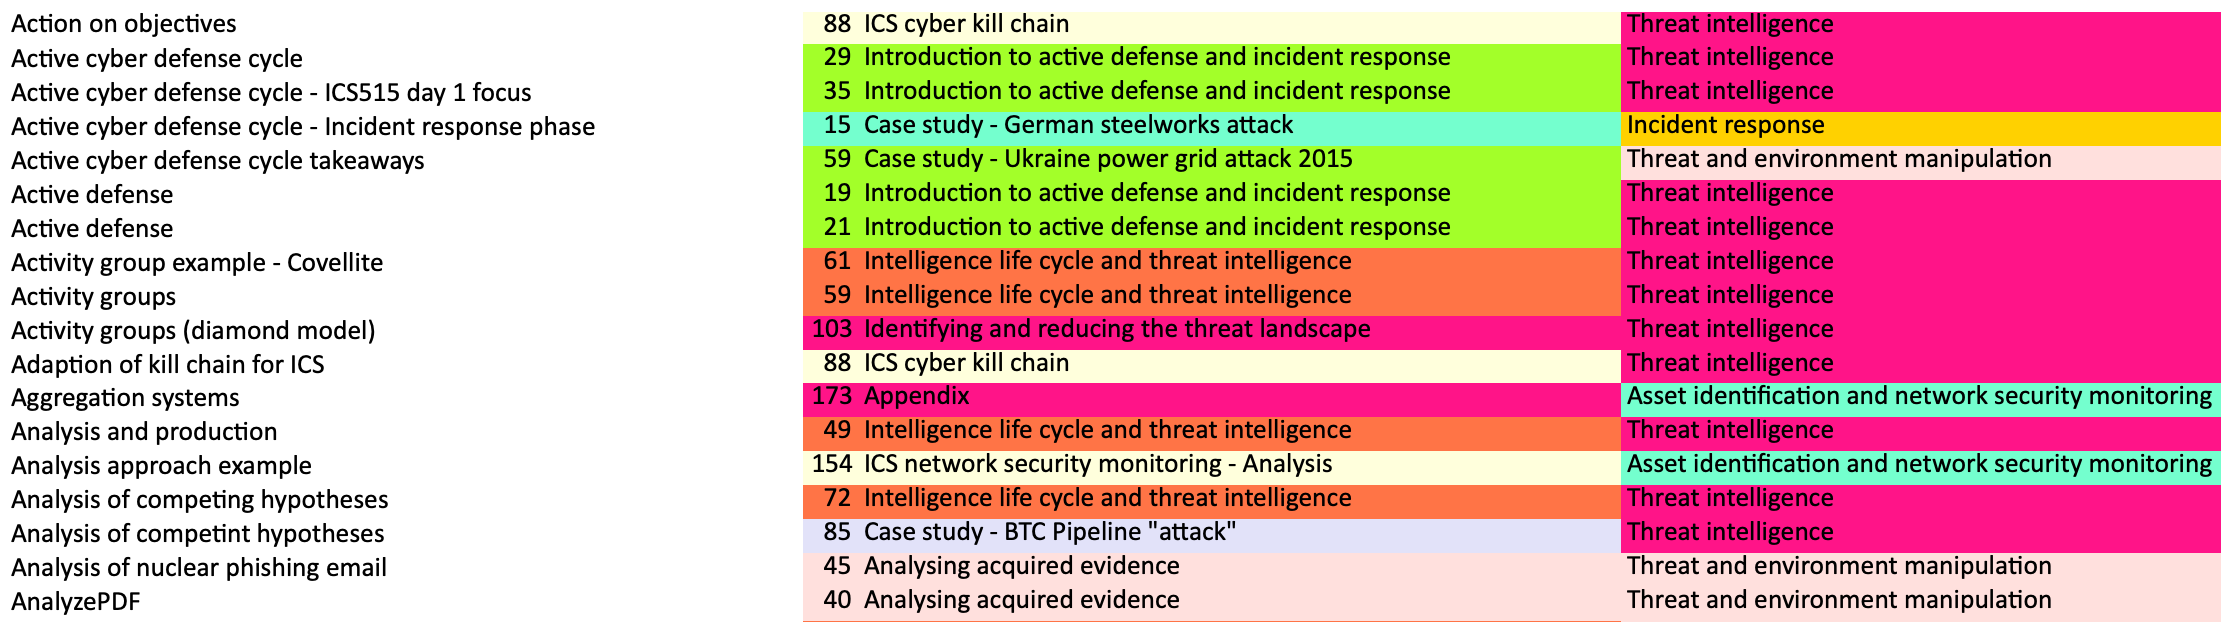 Action on objectives 88 ICS cyber kill chain Threat intelligence
Active cyber defense cycle 29 Introduction to active defense and incident response Threat intelligence
Active cyber defense cycle - ICS515 day 1 focus 35 Introduction to active defense and incident response Threat intelligence
Active cyber defense cycle - Incident response phase 15 Case study - German steelworks attack Incident response
Active cyber defense cycle takeaways 59 Case study - Ukraine power grid attack 2015 Threat and environment manipulation
Active defense 19 Introduction to active defense and incident response Threat intelligence
Active defense 21 Introduction to active defense and incident response Threat intelligence
Activity group example - Covellite 61 Intelligence life cycle and threat intelligence Threat intelligence
Activity groups 59 Intelligence life cycle and threat intelligence Threat intelligence
Activity groups (diamond model) 103 Identifying and reducing the threat landscape Threat intelligence
Adaption of kill chain for ICS 88 ICS cyber kill chain Threat intelligence
Aggregation systems 173 Appendix Asset identification and network security monitoring
Analysis and production 49 Intelligence life cycle and threat intelligence Threat intelligence
Analysis approach example 154 ICS network security monitoring - Analysis Asset identification and network security monitoring
Analysis of competing hypotheses 72 Intelligence life cycle and threat intelligence Threat intelligence
Analysis of competint hypotheses 85 Case study - BTC Pipeline "attack" Threat intelligence
Analysis of nuclear phishing email 45 Analysing acquired evidence Threat and environment manipulation
AnalyzePDF 40 Analysing acquired evidence Threat and environment manipulation